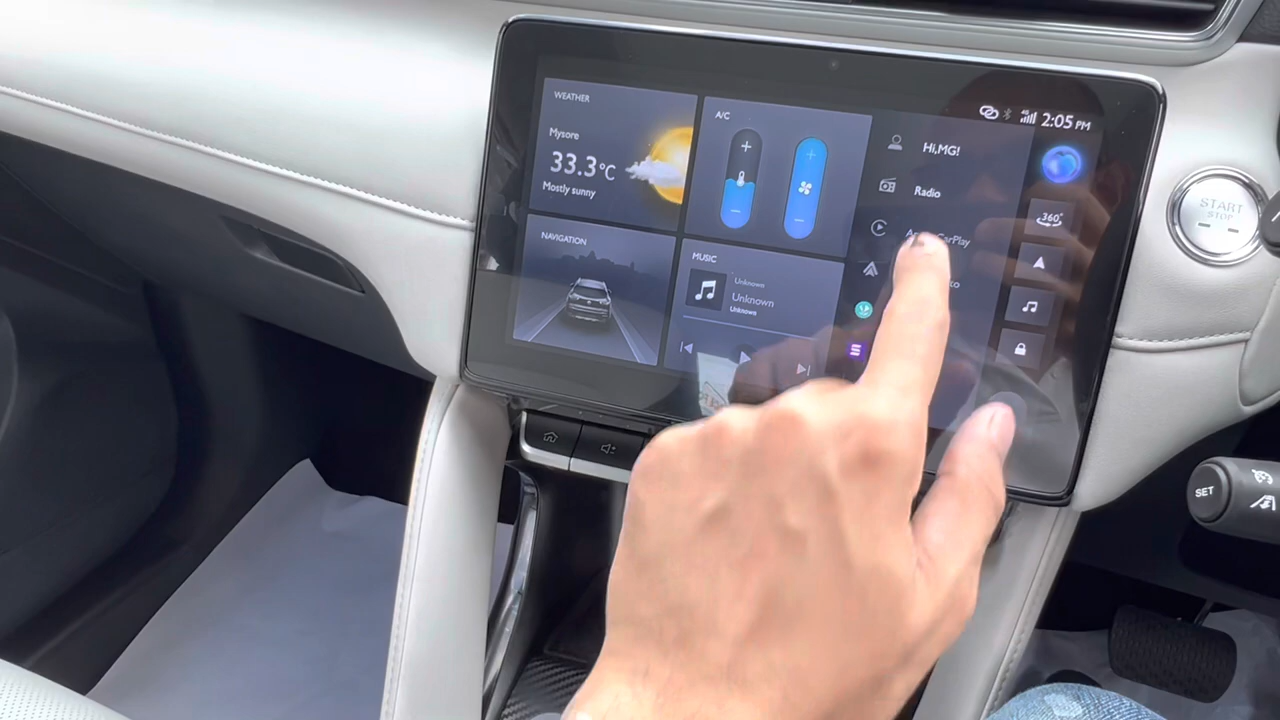 WEATHER
Mysore
33.3°C
Mostly sunny
A/C
NAVIGATION
MUSIC
Unknown
Unknown
Unknown
2:05 PM
Hi,MG!
Radio
CarPlay
360°
START
STOP
SET